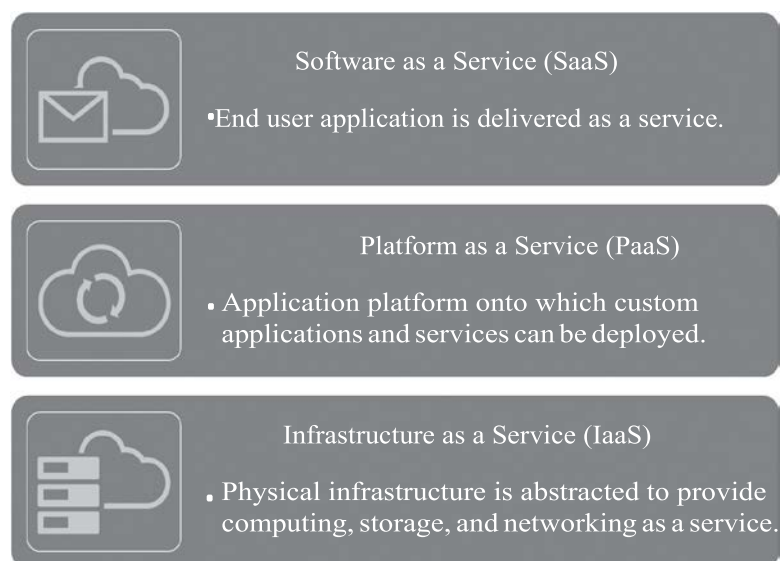 Software as a Service (SaaS)
•End user application is delivered as a service.
Platform as a Service (PaaS)
• Application platform onto which custom
applications and services can be deployed.
Infrastructure as a Service (IaaS)
• Physical infrastructure is abstracted to provide
computing, storage, and networking as a service.